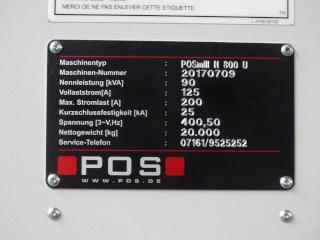 MERCI DE NE PAS ENLEVER CETTE ETIQUETTE
Maschinentyp : POSmill H 800 U
Maschinen-Nummer : 20170709
Nennleistung [kVA] : 90
Vollaststrom[A] : 125
Max. Stromlast [A] : 200
Kurzschlussfestigkeit [kA] : 25
Spannung [3~V,Hz] : 400,50
Nettogewicht [kg] : 20.000
Service-Telefon : 07161/9525252
POS
WWW.POS.DE